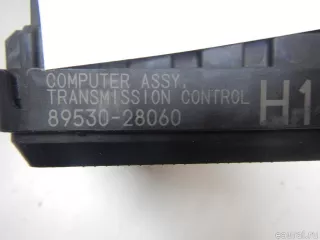 COMPUTER ASSY,
TRANSMISSION CONTROL
89530-28060
H1